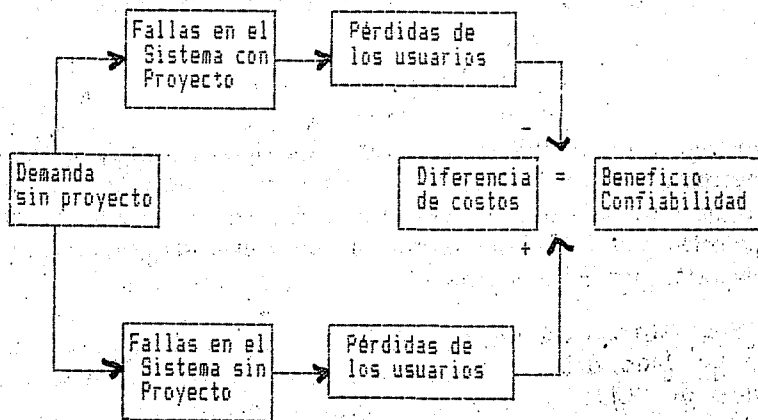 Fallas en el
Sistema con
Proyecto
Pérdidas de
los usuarios
-
Demanda
sin proyecto
Diferencia
de costos
=
Beneficio
Confiabilidad
+
Fallas en el
Sistema sin
Proyecto
Pérdidas de
los usuarios